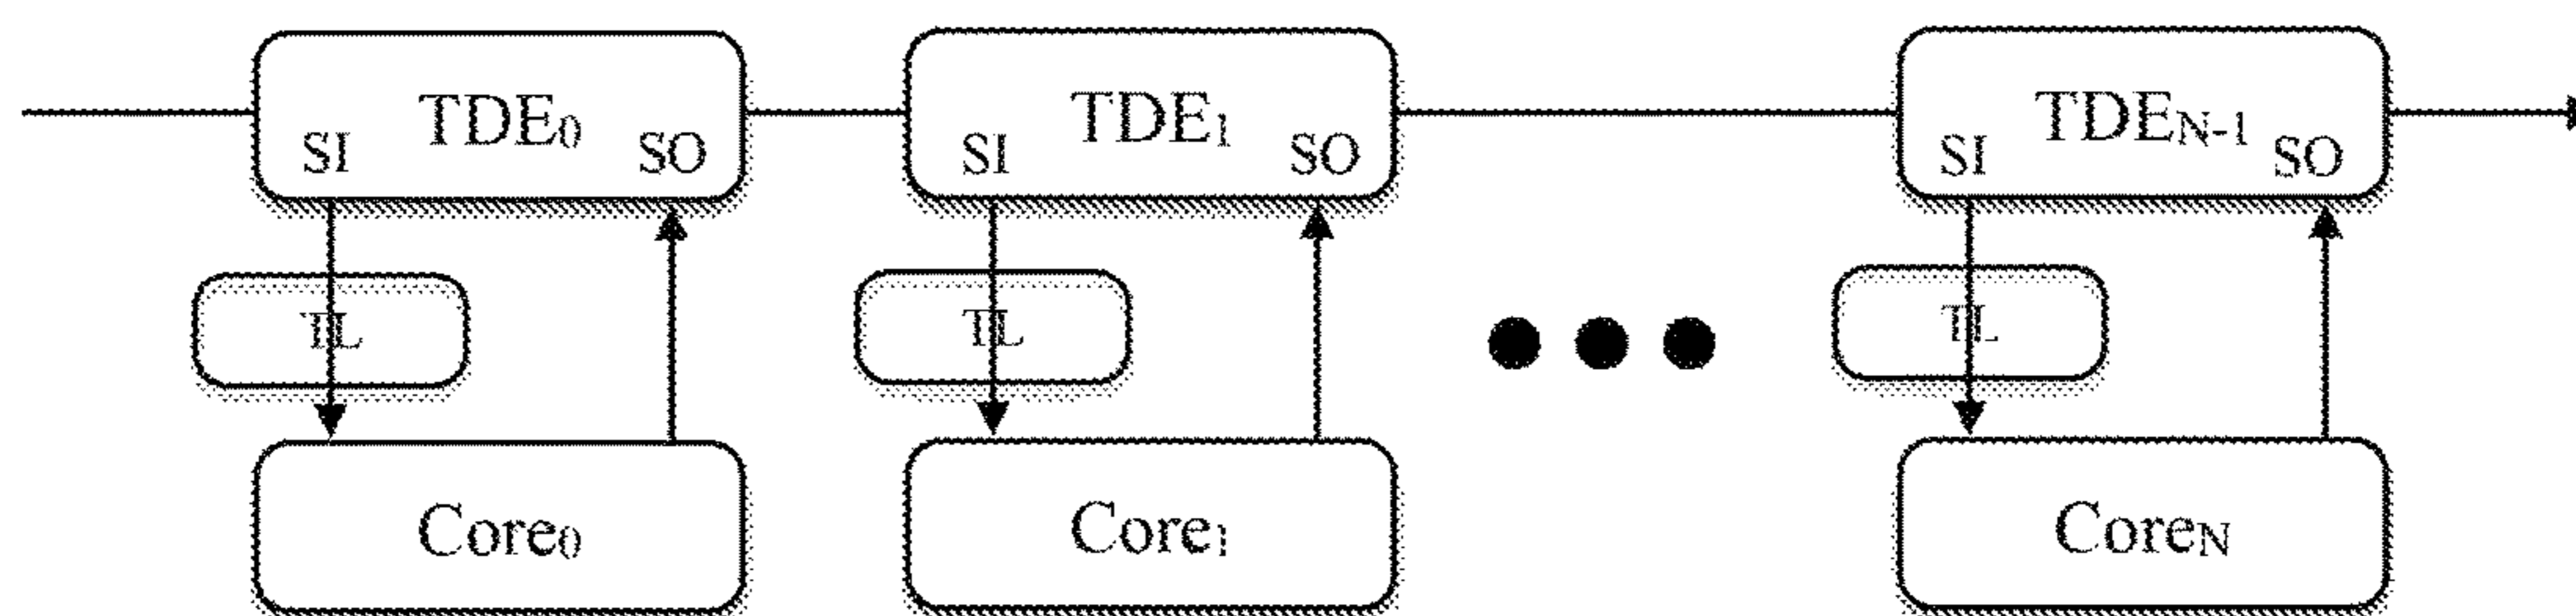 TDE0 TDE1 TDEN-1
SI SO SI SO SI SO
TL TL TL
Core0 Core1 CoreN